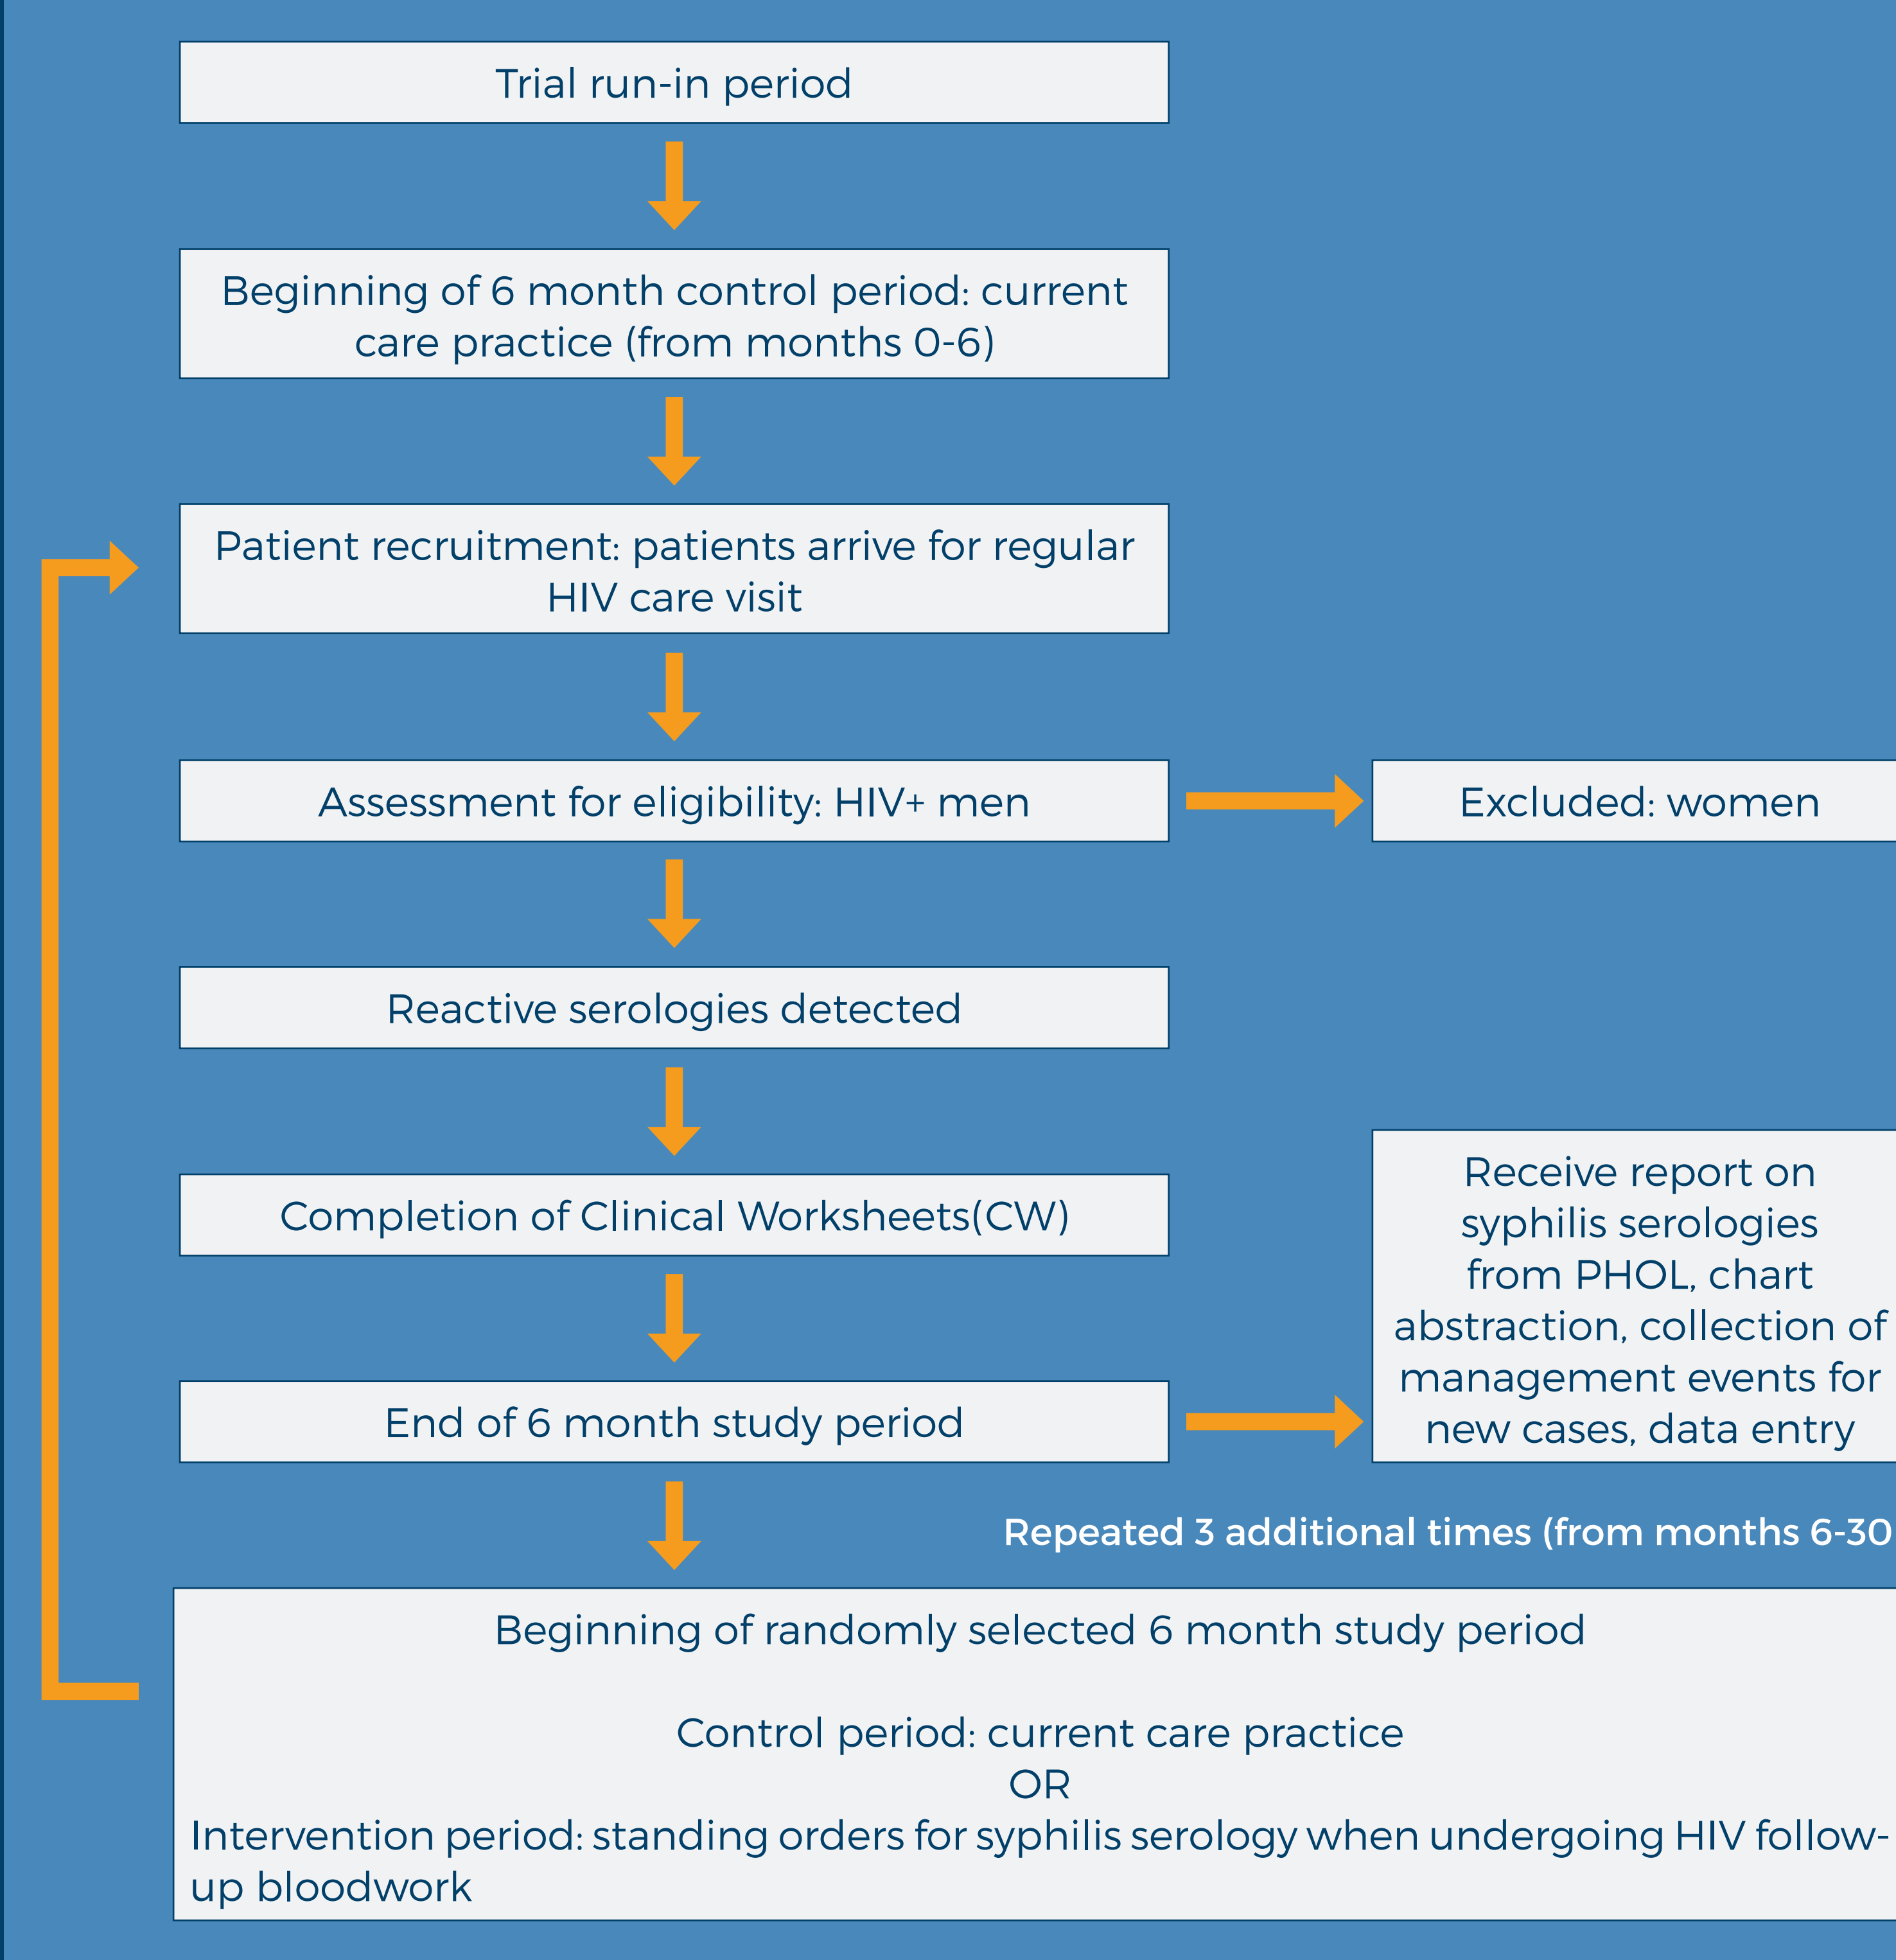 Trial run-in period
Beginning of 6 month control period: current
care practice (from months 0-6)
Patient recruitment: patients arrive for regular
HIV care visit
Assessment for eligibility: HIV+ men
Excluded: women
Reactive serologies detected
Completion of Clinical Worksheets(CW)
Receive report on
syphilis serologies
from PHOL, chart
abstraction, collection of
management events for
new cases, data entry
End of 6 month study period
Repeated 3 additional times (from months 6-30
Beginning of randomly selected 6 month study period
Control period: current care practice
OR
Intervention period: standing orders for syphilis serology when undergoing HIV follow-
up bloodwork